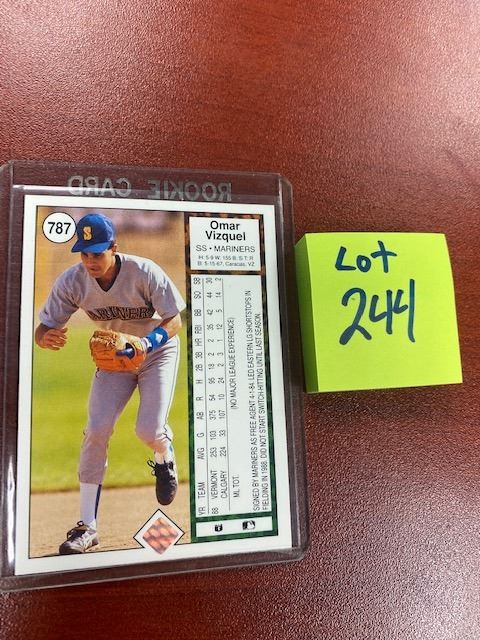 ROOKIE CARD
787
S
MARINERS
Omar
Vizquel
SS • MARINERS
H: 5-9 W: 155 B: S T: R
B: 5-15-67, Caracas, VZ
YR TEAM AVG G AB R H 2B 3B HR RBI BB SO SB
88 VERMONT .253 103 375 54 95 18 2 2 35 42 44 30
CALGARY .224 33 107 10 24 2 3 1 12 5 14 2
ML TOT. (NO MAJOR LEAGUE EXPERIENCE)
SIGNED BY MARINERS AS FREE AGENT 4-1-84. LED EASTERN LG SHORTSTOPS IN
FIELDING IN 1988. DID NOT START SWITCH-HITTING UNTIL LAST SEASON.
Lot
244